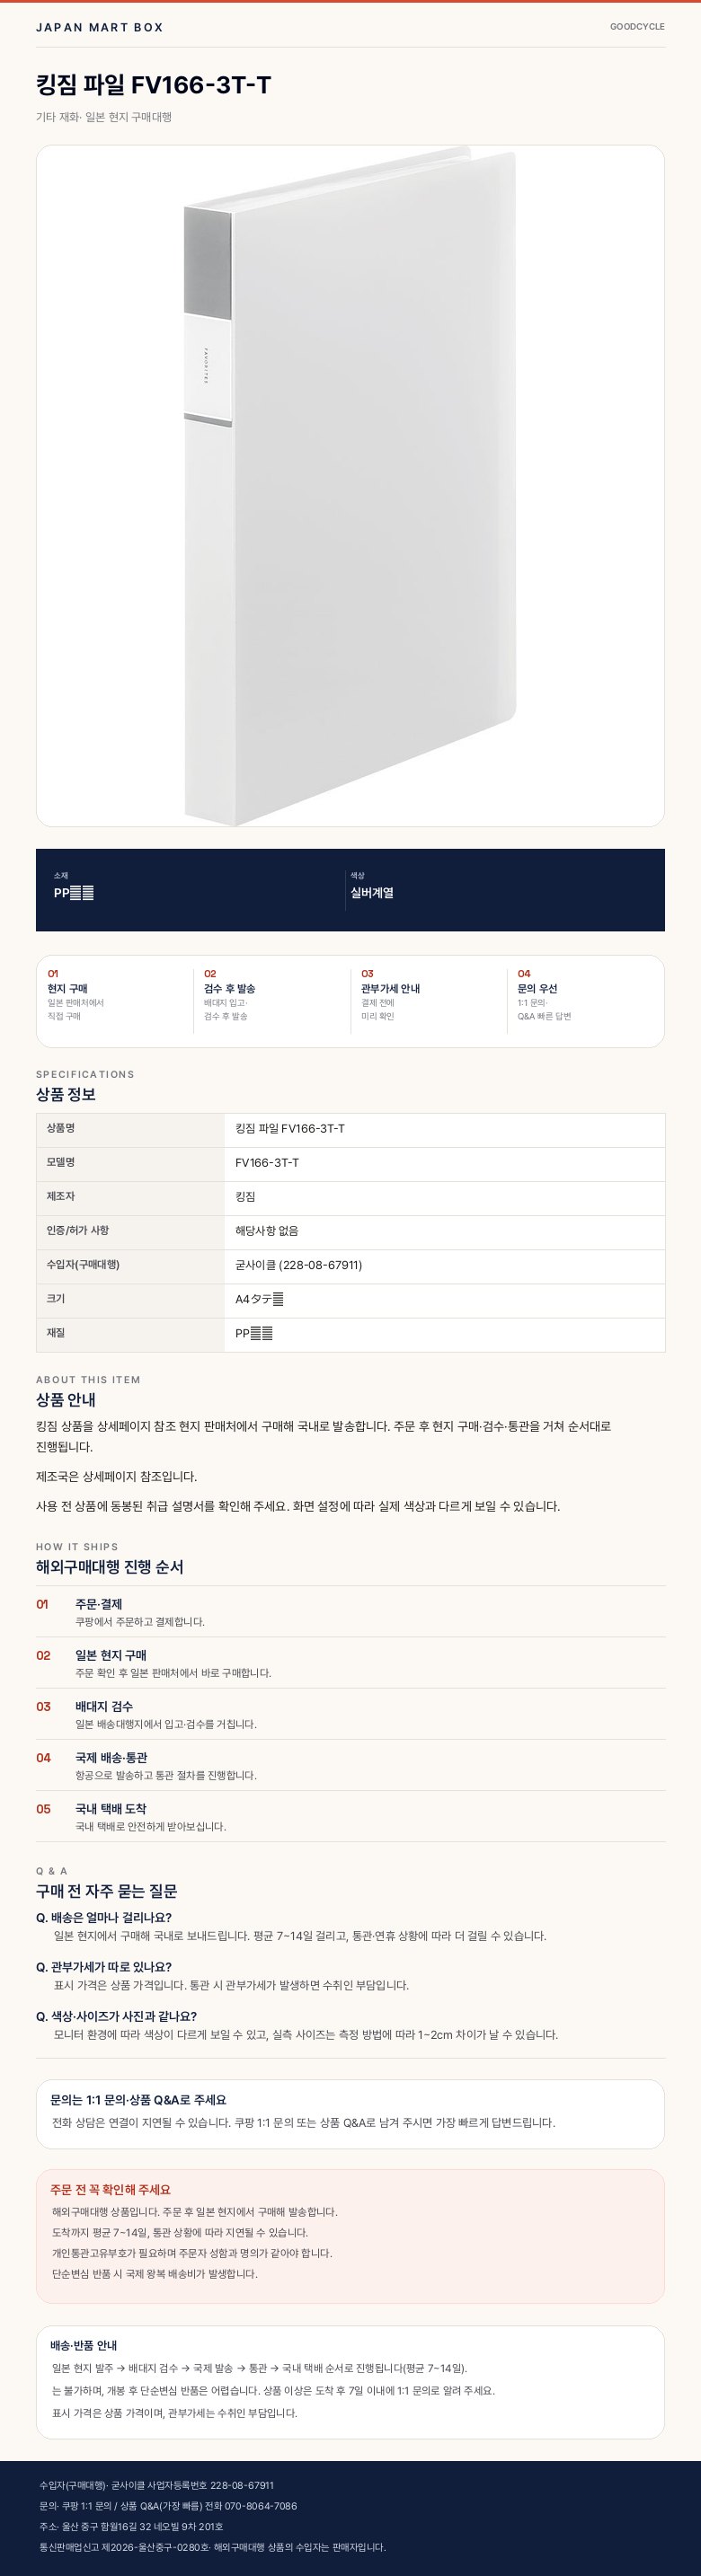 JAPAN MART BOX
GOODCYCLE
킹짐 파일 FV166-3T-T
기타 재화· 일본 현지 구매대행
FAVORITES
소재
PP
색상
실버계열
01
현지 구매
일본 판매처에서
직접 구매
02
검수 후 발송
배대지 입고·
검수 후 발송
03
관부가세 안내
결제 전에
미리 확인
04
문의 우선
1:1 문의·
Q&A 빠른 답변
SPECIFICATIONS
상품 정보
상품명 킹짐 파일 FV166-3T-T
모델명 FV166-3T-T
제조자 킹짐
인증/허가 사항 해당사항 없음
수입자(구매대행) 굳사이클 (228-08-67911)
크기 A4タテ
재질 PP
ABOUT THIS ITEM
상품 안내
킹짐 상품을 상세페이지 참조 현지 판매처에서 구매해 국내로 발송합니다. 주문 후 현지 구매·검수·통관을 거쳐 순서대로
진행됩니다.
제조국은 상세페이지 참조입니다.
사용 전 상품에 동봉된 취급 설명서를 확인해 주세요. 화면 설정에 따라 실제 색상과 다르게 보일 수 있습니다.
HOW IT SHIPS
해외구매대행 진행 순서
01 주문·결제
쿠팡에서 주문하고 결제합니다.
02 일본 현지 구매
주문 확인 후 일본 판매처에서 바로 구매합니다.
03 배대지 검수
일본 배송대행지에서 입고·검수를 거칩니다.
04 국제 배송·통관
항공으로 발송하고 통관 절차를 진행합니다.
05 국내 택배 도착
국내 택배로 안전하게 받아보십니다.
Q & A
구매 전 자주 묻는 질문
Q. 배송은 얼마나 걸리나요?
일본 현지에서 구매해 국내로 보내드립니다. 평균 7~14일 걸리고, 통관·연휴 상황에 따라 더 걸릴 수 있습니다.
Q. 관부가세가 따로 있나요?
표시 가격은 상품 가격입니다. 통관 시 관부가세가 발생하면 수취인 부담입니다.
Q. 색상·사이즈가 사진과 같나요?
모니터 환경에 따라 색상이 다르게 보일 수 있고, 실측 사이즈는 측정 방법에 따라 1~2cm 차이가 날 수 있습니다.
문의는 1:1 문의·상품 Q&A로 주세요
전화 상담은 연결이 지연될 수 있습니다. 쿠팡 1:1 문의 또는 상품 Q&A로 남겨 주시면 가장 빠르게 답변드립니다.
주문 전 꼭 확인해 주세요
해외구매대행 상품입니다. 주문 후 일본 현지에서 구매해 발송합니다.
도착까지 평균 7~14일, 통관 상황에 따라 지연될 수 있습니다.
개인통관고유부호가 필요하며 주문자 성함과 명의가 같아야 합니다.
단순변심 반품 시 국제 왕복 배송비가 발생합니다.
배송·반품 안내
일본 현지 발주 → 배대지 검수 → 국제 발송 → 통관 → 국내 택배 순서로 진행됩니다(평균 7~14일).
는 불가하며, 개봉 후 단순변심 반품은 어렵습니다. 상품 이상은 도착 후 7일 이내에 1:1 문의로 알려 주세요.
표시 가격은 상품 가격이며, 관부가세는 수취인 부담입니다.
수입자(구매대행)· 굳사이클 사업자등록번호 228-08-67911
문의· 쿠팡 1:1 문의 / 상품 Q&A(가장 빠름) 전화 070-8064-7086
주소· 울산 중구 함월16길 32 네오빌 9차 201호
통신판매업신고 제2026-울산중구-0280호· 해외구매대행 상품의 수입자는 판매자입니다.